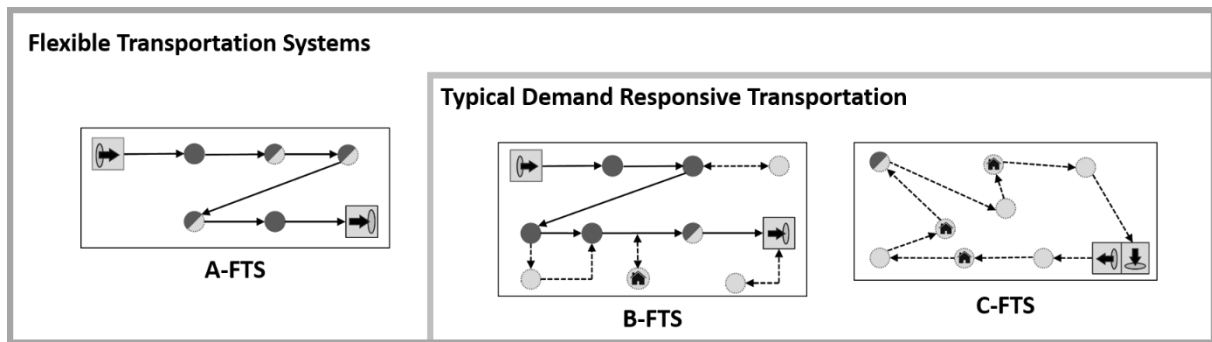 Flexible Transportation Systems
Typical Demand Responsive Transportation
A-FTS
B-FTS
C-FTS